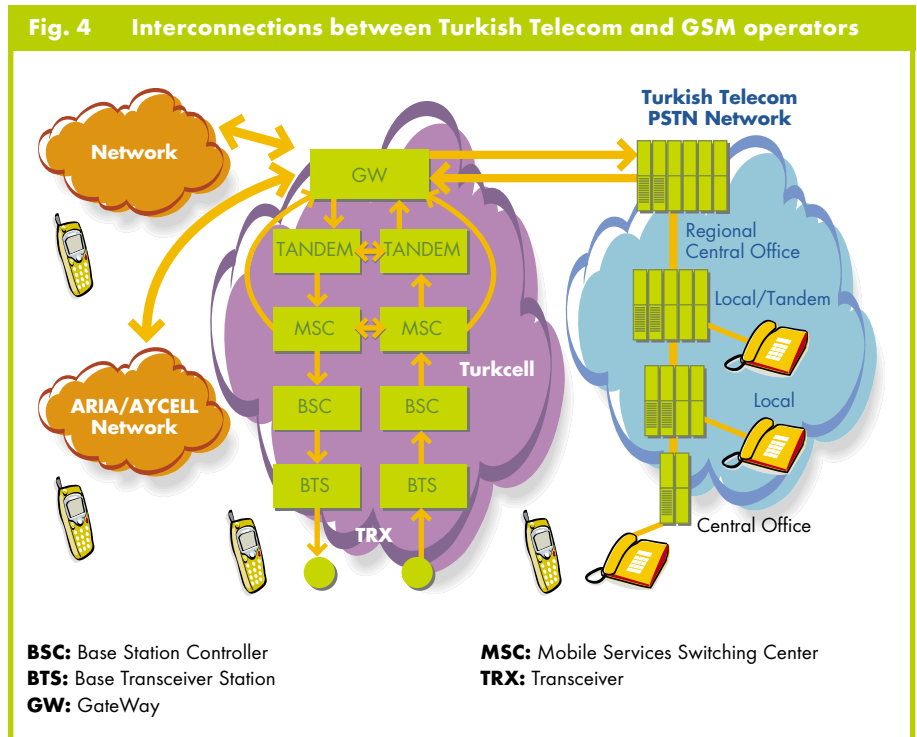 Fig. 4 Interconnections between Turkish Telecom and GSM operators
Turkish Telecom
PSTN Network
Network
GW
TANDEM TANDEM
Regional
Central Office
Local/Tandem
MSC MSC
Turkcell
ARIA/AYCELL
Network
BSC BSC
Local
BTS BTS
TRX
Central Office
BSC: Base Station Controller
BTS: Base Transceiver Station
GW: GateWay
MSC: Mobile Services Switching Center
TRX: Transceiver